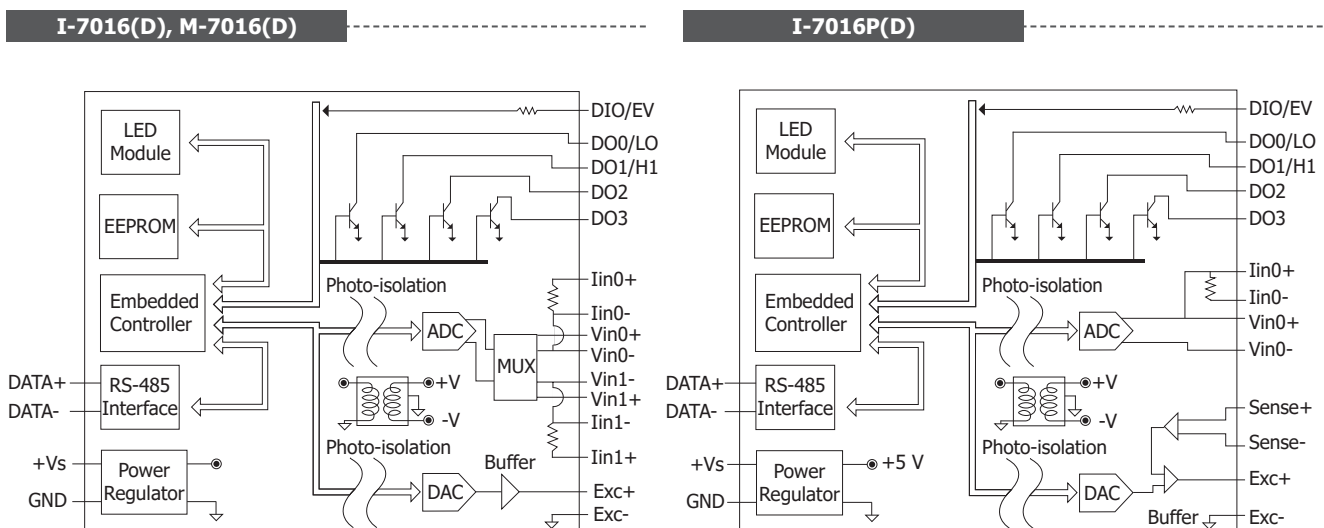 I-7016(D), M-7016(D)
LED
Module
EEPROM
Embedded
Controller
RS-485
Interface
Power
Regulator
DATA+
DATA-
+Vs
GND
Photo-isolation
ADC
MUX
+V
-V
Photo-isolation
DAC
Buffer
DIO/EV
DO0/LO
DO1/H1
DO2
DO3
Iin0+
Iin0-
Vin0+
Vin0-
Vin1-
Vin1+
Iin1-
Iin1+
Exc+
Exc-
I-7016P(D)
LED
Module
EEPROM
Embedded
Controller
RS-485
Interface
Power
Regulator
DATA+
DATA-
+Vs
GND
+5 V
Photo-isolation
ADC
+V
-V
Photo-isolation
DAC
Buffer
DIO/EV
DO0/LO
DO1/H1
DO2
DO3
Iin0+
Iin0-
Vin0+
Vin0-
Sense+
Sense-
Exc+
Exc-